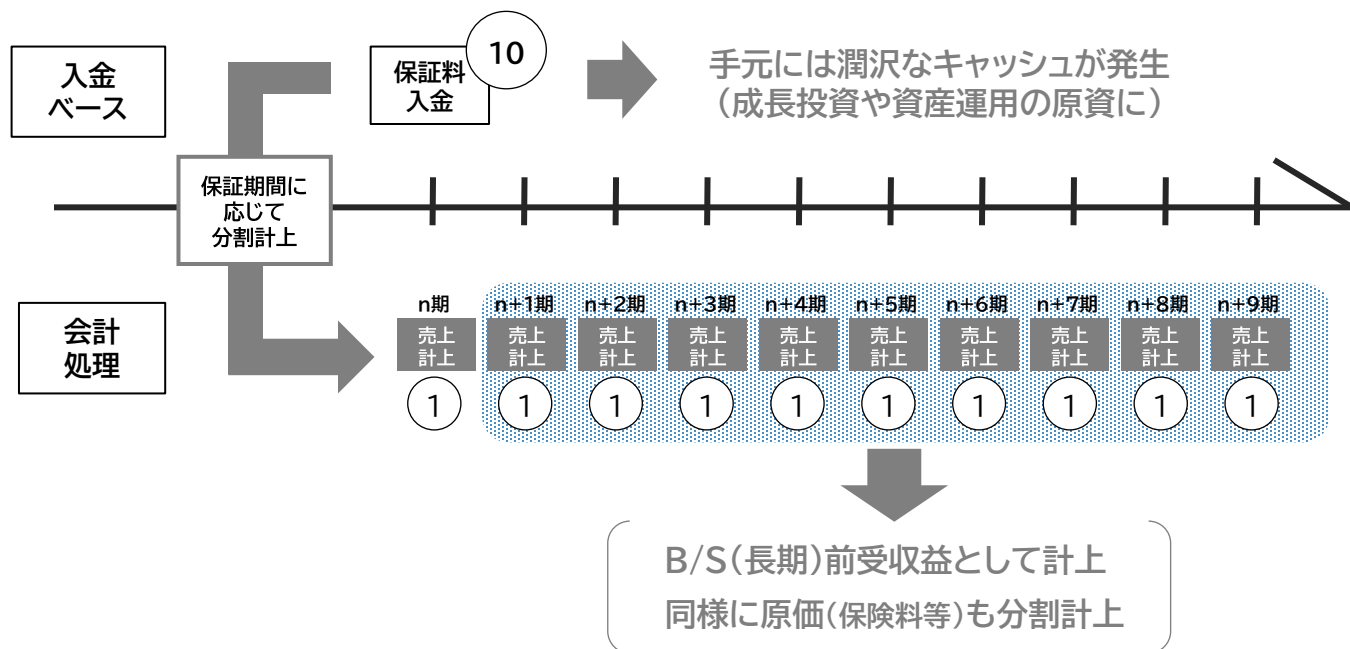 入金
ベース
保証料
入金
10
手元には潤沢なキャッシュが発生
（成長投資や資産運用の原資に）
保証期間に
応じて
分割計上
会計
処理
n期 n+1期 n+2期 n+3期 n+4期 n+5期 n+6期 n+7期 n+8期 n+9期
売上 売上 売上 売上 売上 売上 売上 売上 売上 売上
計上 計上 計上 計上 計上 計上 計上 計上 計上 計上
1 1 1 1 1 1 1 1 1 1
B/S（長期）前受収益として計上
同様に原価（保険料等）も分割計上